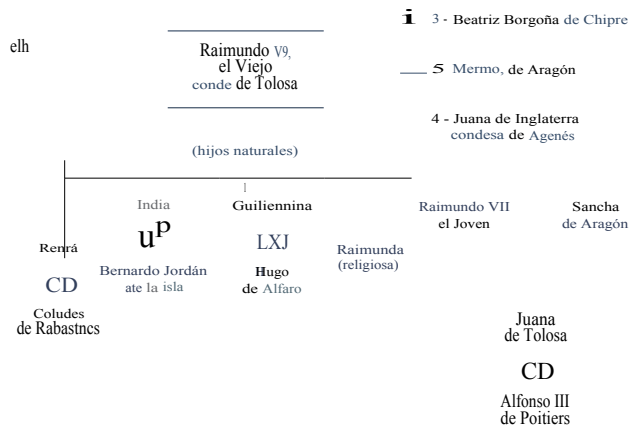 elh
i 3 - Beatriz Borgoña de Chipre
Raimundo V9,
el Viejo
conde de Tolosa
5 Mermo, de Aragón
4 - Juana de Inglaterra
condesa de Agenés
(hijos naturales)
l
India
Guiliennina
Raimundo VII
el Joven
Sancha
de Aragón
Renrá
up
LXJ
Raimunda
(religiosa)
CD
Bernardo Jordán
ate la isla
Hugo
de Alfaro
Coludes
de Rabastncs
Juana
de Tolosa
CD
Alfonso III
de Poitiers